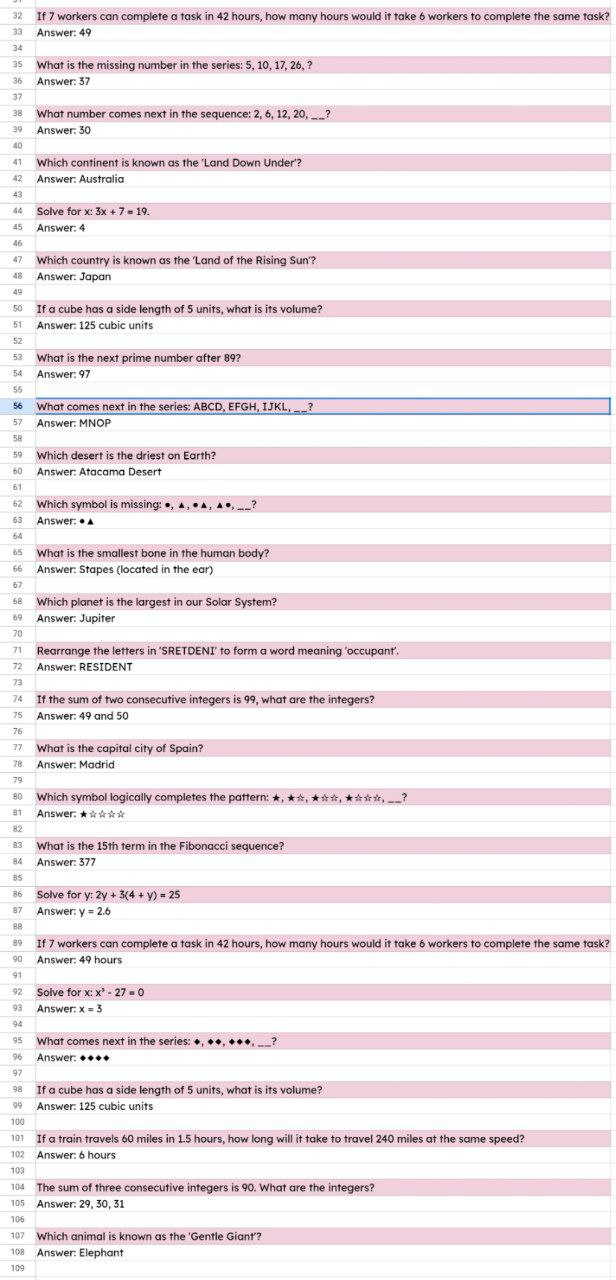 32 If 7 workers can complete a task in 42 hours, how many hours would it take 6 workers to complete the same task?
33 Answer: 49
34
35 What is the missing number in the series: 5, 10, 17, 26, ?
36 Answer: 37
37
38 What number comes next in the sequence: 2, 6, 12, 20, __?
39 Answer: 30
40
41 Which continent is known as the 'Land Down Under'?
42 Answer: Australia
43
44 Solve for x: 3x + 7 = 19.
45 Answer: 4
46
47 Which country is known as the 'Land of the Rising Sun'?
48 Answer: Japan
49
50 If a cube has a side length of 5 units, what is its volume?
51 Answer: 125 cubic units
52
53 What is the next prime number after 89?
54 Answer: 97
55
56 What comes next in the series: ABCD, EFGH, IJKL, __?
57 Answer: MNOP
58
59 Which desert is the driest on Earth?
60 Answer: Atacama Desert
61
62 Which symbol is missing: ●, ▲, ●▲, ▲●, __?
63 Answer: ●▲
64
65 What is the smallest bone in the human body?
66 Answer: Stapes (located in the ear)
67
68 Which planet is the largest in our Solar System?
69 Answer: Jupiter
70
71 Rearrange the letters in 'SRETDENI' to form a word meaning 'occupant'.
72 Answer: RESIDENT
73
74 If the sum of two consecutive integers is 99, what are the integers?
75 Answer: 49 and 50
76
77 What is the capital city of Spain?
78 Answer: Madrid
79
80 Which symbol logically completes the pattern: ★, ★☆, ★☆☆, ★☆☆☆, __?
81 Answer: ★☆☆☆☆
82
83 What is the 15th term in the Fibonacci sequence?
84 Answer: 377
85
86 Solve for y: 2y + 3(4 + y) = 25
87 Answer: y = 2.6
88
89 If 7 workers can complete a task in 42 hours, how many hours would it take 6 workers to complete the same task?
90 Answer: 49 hours
91
92 Solve for x: x³ - 27 = 0
93 Answer: x = 3
94
95 What comes next in the series: ◆, ◆◆, ◆◆◆, __?
96 Answer: ◆◆◆◆
97
98 If a cube has a side length of 5 units, what is its volume?
99 Answer: 125 cubic units
100
101 If a train travels 60 miles in 1.5 hours, how long will it take to travel 240 miles at the same speed?
102 Answer: 6 hours
103
104 The sum of three consecutive integers is 90. What are the integers?
105 Answer: 29, 30, 31
106
107 Which animal is known as the 'Gentle Giant'?
108 Answer: Elephant
109